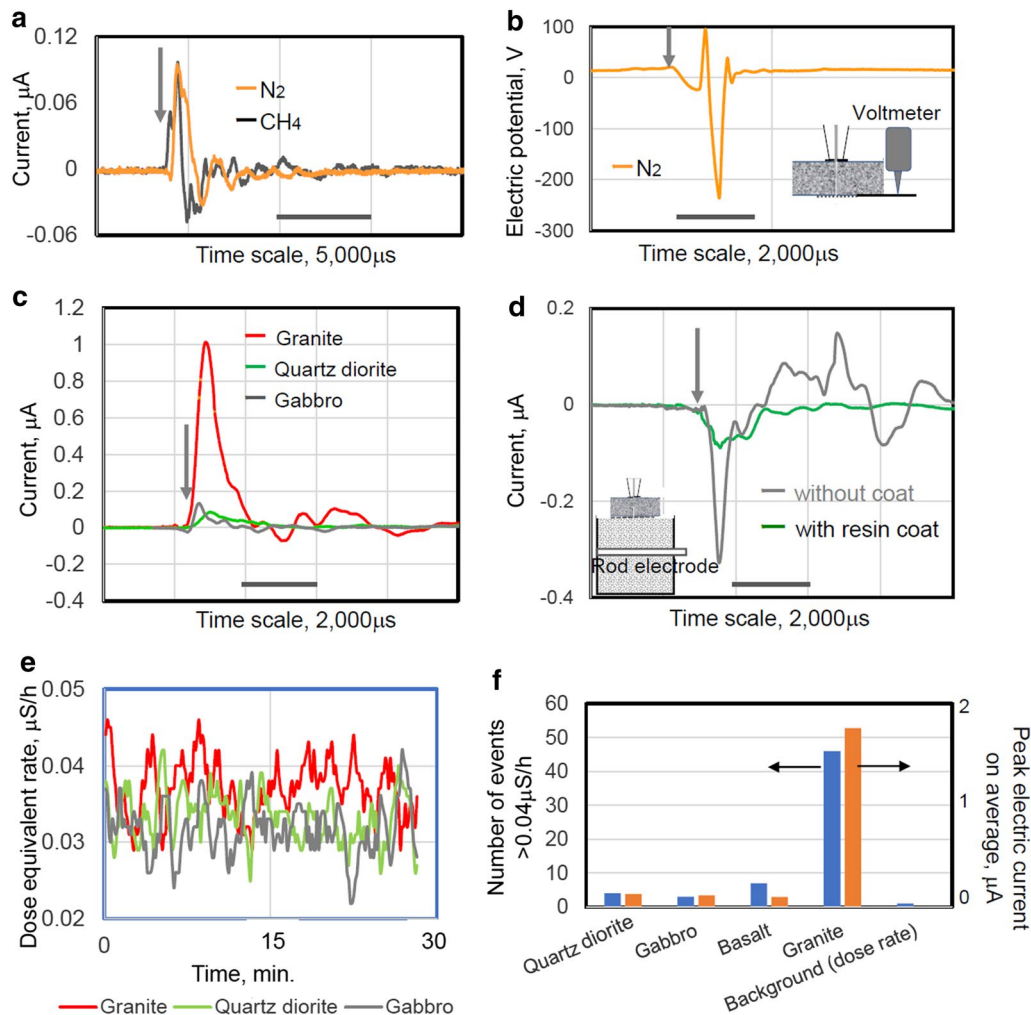 a
0.12
0.06
0
-0.06
Current, μA
N2
CH4
Time scale, 5,000μs
b
100
0
-100
-200
-300
Electric potential, V
Voltmeter
N2
Time scale, 2,000μs
c
1.2
1
0.8
0.6
0.4
0.2
0
-0.2
-0.4
Current, μA
Granite
Quartz diorite
Gabbro
Time scale, 2,000μs
d
0.2
0
-0.2
-0.4
Current, μA
without coat
with resin coat
Rod electrode
Time scale, 2,000μs
e
0.05
0.04
0.03
0.02
Dose equivalent rate, μS/h
0
15
30
Time, min.
Granite
Quartz diorite
Gabbro
f
60
50
40
30
20
10
0
Number of events
>0.04μS/h
2
1
0
Peak electric current
on average, μA
Quartz diorite
Gabbro
Basalt
Granite
Background (dose rate)